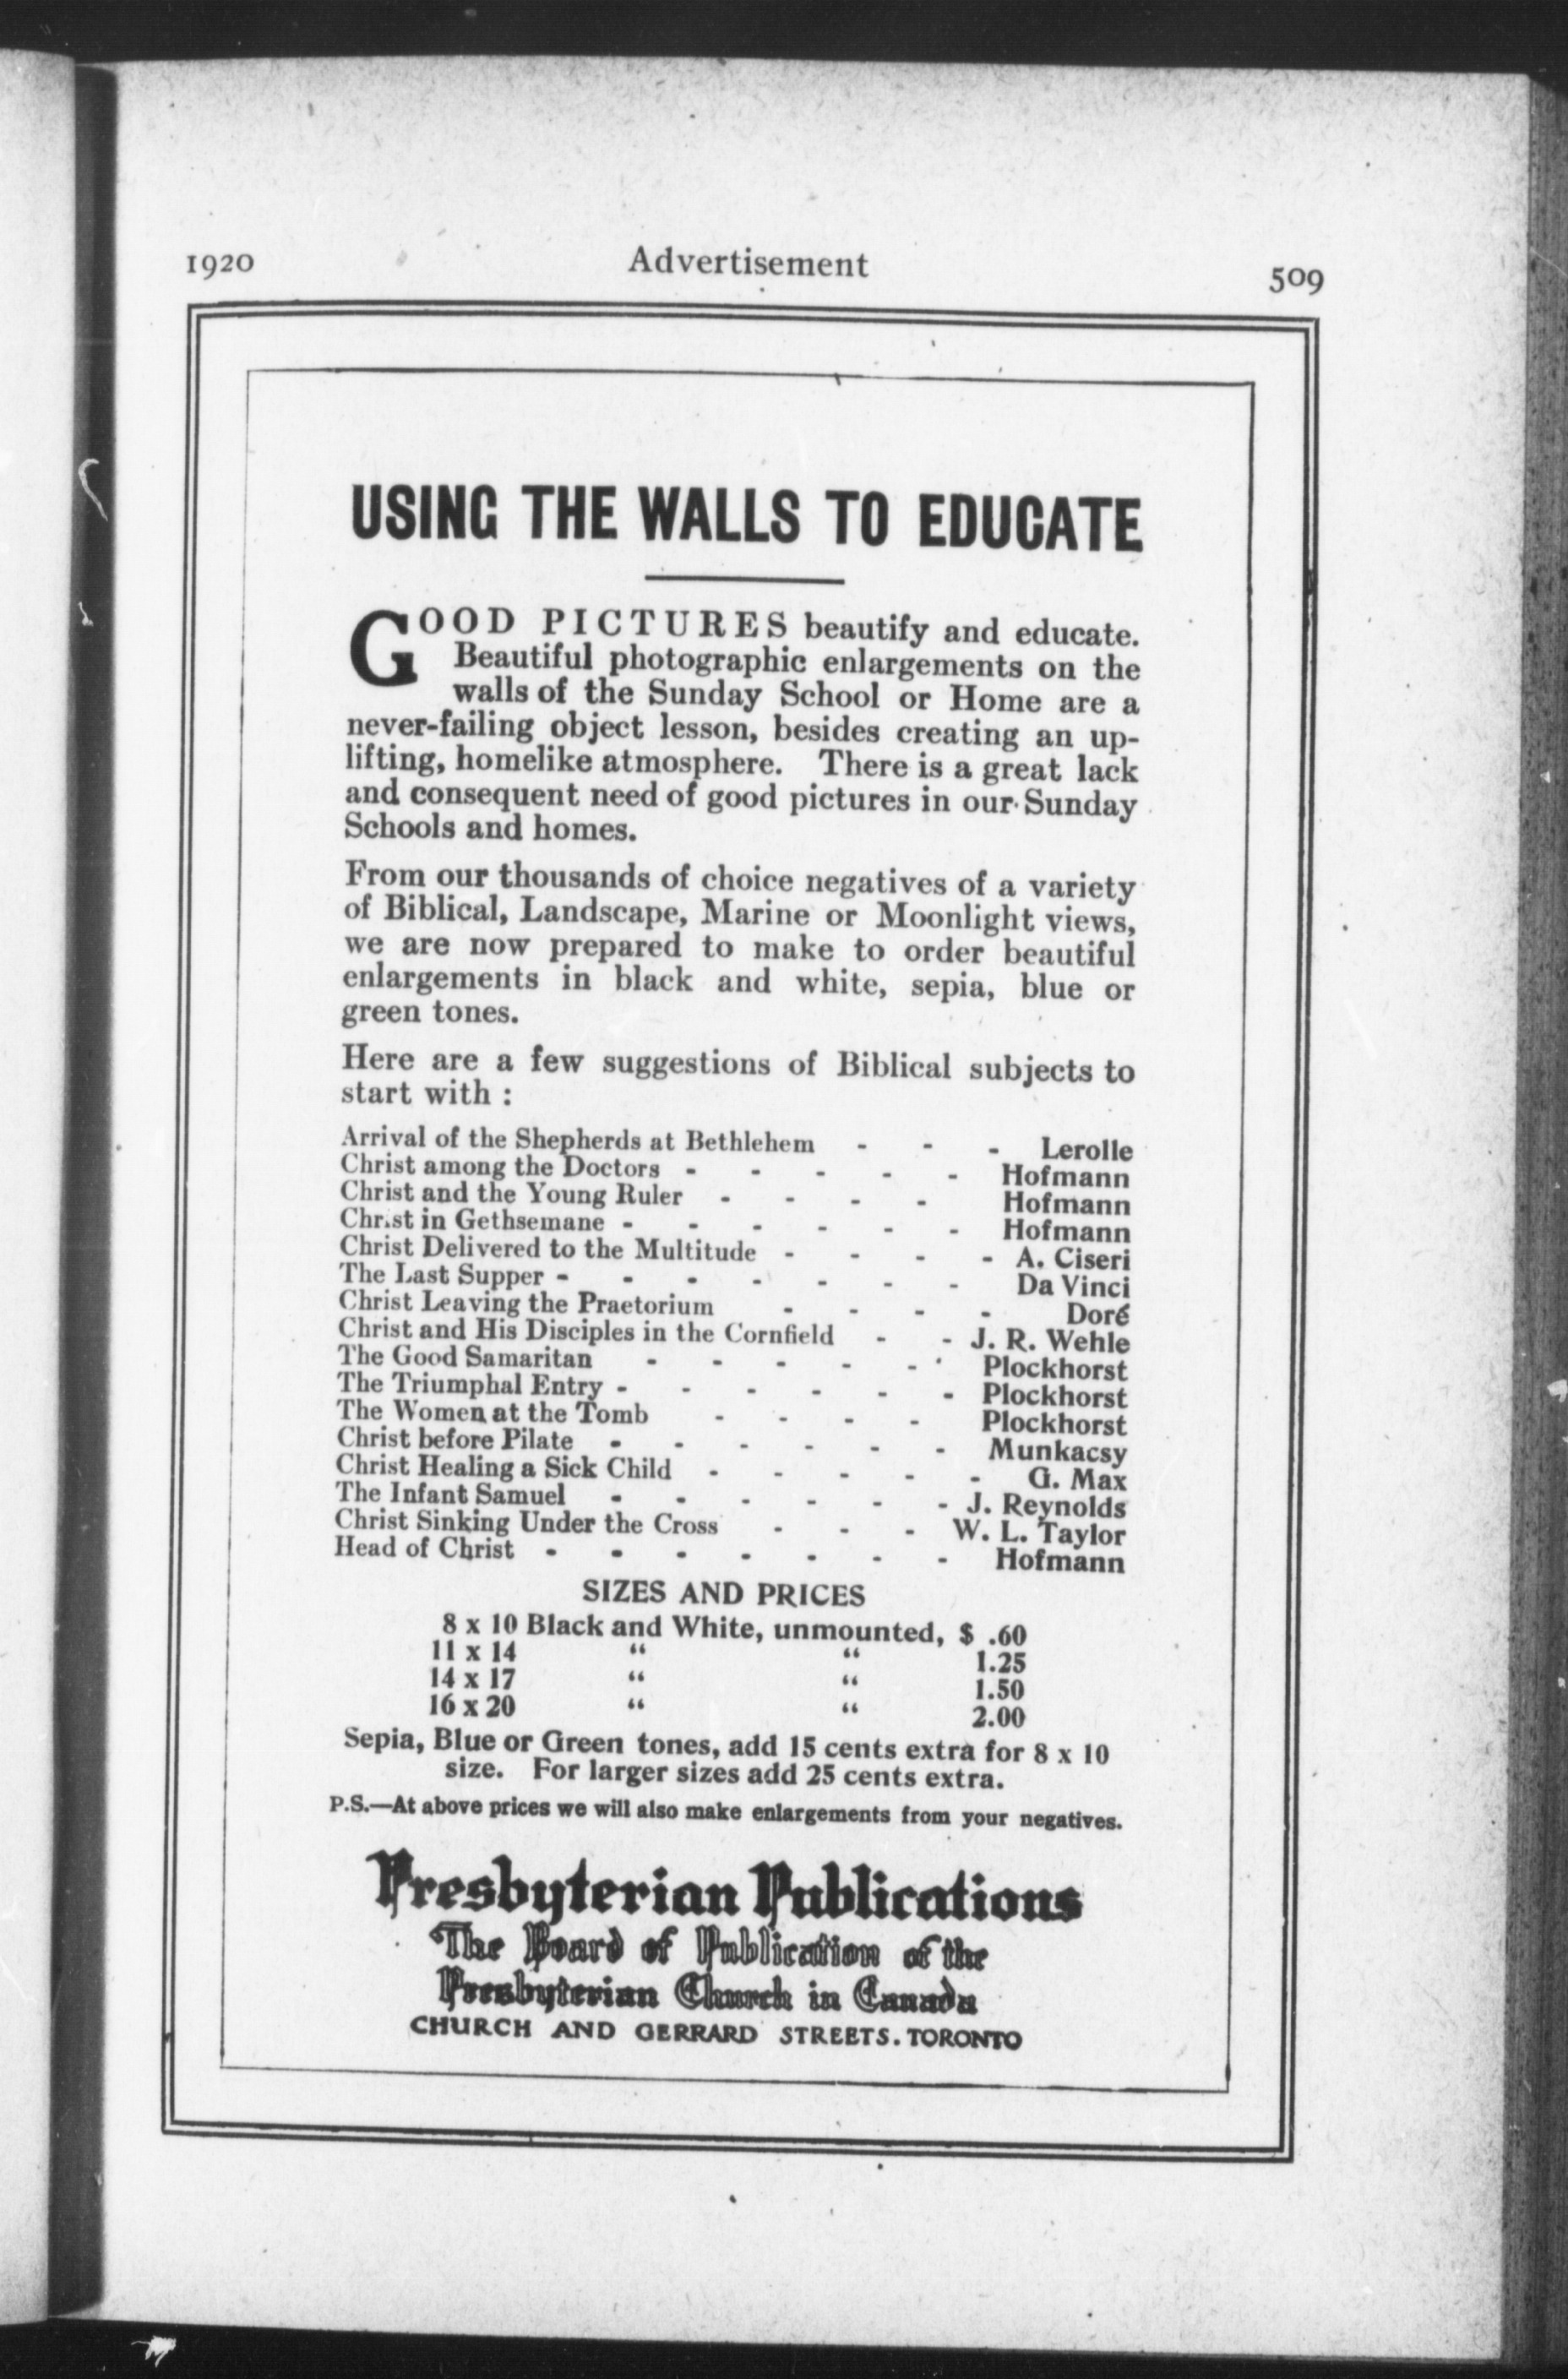 1920 Advertisement 509
USING THE WALLS TO EDUCATE
GOOD PICTURES beautify and educate.
Beautiful photographic enlargements on the
walls of the Sunday School or Home are a
never-failing object lesson, besides creating an up-
lifting, homelike atmosphere. There is a great lack
and consequent need of good pictures in our Sunday
Schools and homes.
From our thousands of choice negatives of a variety
of Biblical, Landscape, Marine or Moonlight views,
we are now prepared to make to order beautiful
enlargements in black and white, sepia, blue or
green tones.
Here are a few suggestions of Biblical subjects to
start with :
Arrival of the Shepherds at Bethlehem - - - Lerolle
Christ among the Doctors - - - - - Hofmann
Christ and the Young Ruler - - - - Hofmann
Christ in Gethsemane - - - - - - Hofmann
Christ Delivered to the Multitude - - - - A. Ciseri
The Last Supper - - - - - - - Da Vinci
Christ Leaving the Praetorium - - - - Doré
Christ and His Disciples in the Cornfield - - J. R. Wehle
The Good Samaritan - - - - - Plockhorst
The Triumphal Entry - - - - - - Plockhorst
The Women at the Tomb - - - - Plockhorst
Christ before Pilate - - - - - - Munkacsy
Christ Healing a Sick Child - - - - - G. Max
The Infant Samuel - - - - - - J. Reynolds
Christ Sinking Under the Cross - - - W. L. Taylor
Head of Christ - - - - - - - Hofmann
SIZES AND PRICES
8 x 10 Black and White, unmounted, $ .60
11 x 14 “ “ 1.25
14 x 17 “ “ 1.50
16 x 20 “ “ 2.00
Sepia, Blue or Green tones, add 15 cents extra for 8 x 10
size. For larger sizes add 25 cents extra.
P.S.—At above prices we will also make enlargements from your negatives.
Presbyterian Publications
The Board of Publication of the
Presbyterian Church in Canada
CHURCH AND GERRARD STREETS. TORONTO